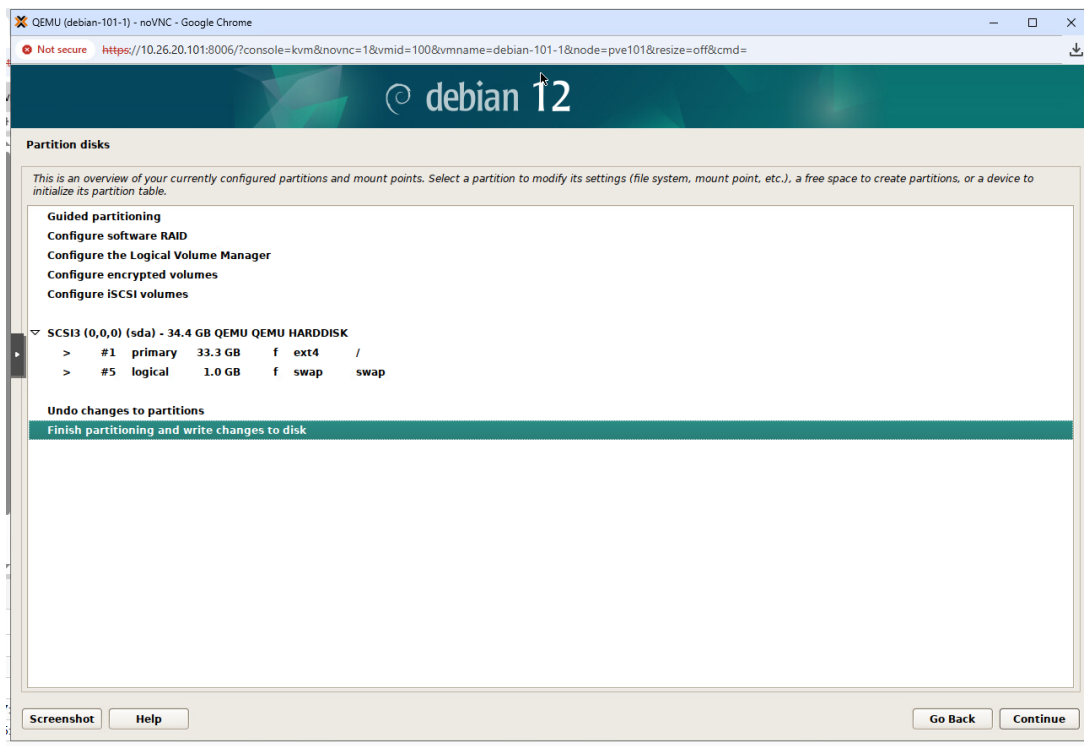 QEMU (debian-101-1) - noVNC - Google Chrome
Not secure https://10.26.20.101:8006/?console=kvm&novnc=1&vmid=100&vmname=debian-101-1&node=pve101&resize=off&cmd=
debian 12
Partition disks
This is an overview of your currently configured partitions and mount points. Select a partition to modify its settings (file system, mount point, etc.), a free space to create partitions, or a device to
initialize its partition table.
Guided partitioning
Configure software RAID
Configure the Logical Volume Manager
Configure encrypted volumes
Configure iSCSI volumes
SCSI3 (0,0,0) (sda) - 34.4 GB QEMU QEMU HARDDISK
> #1 primary 33.3 GB f ext4 /
> #5 logical 1.0 GB f swap swap
Undo changes to partitions
Finish partitioning and write changes to disk
Screenshot Help Go Back Continue